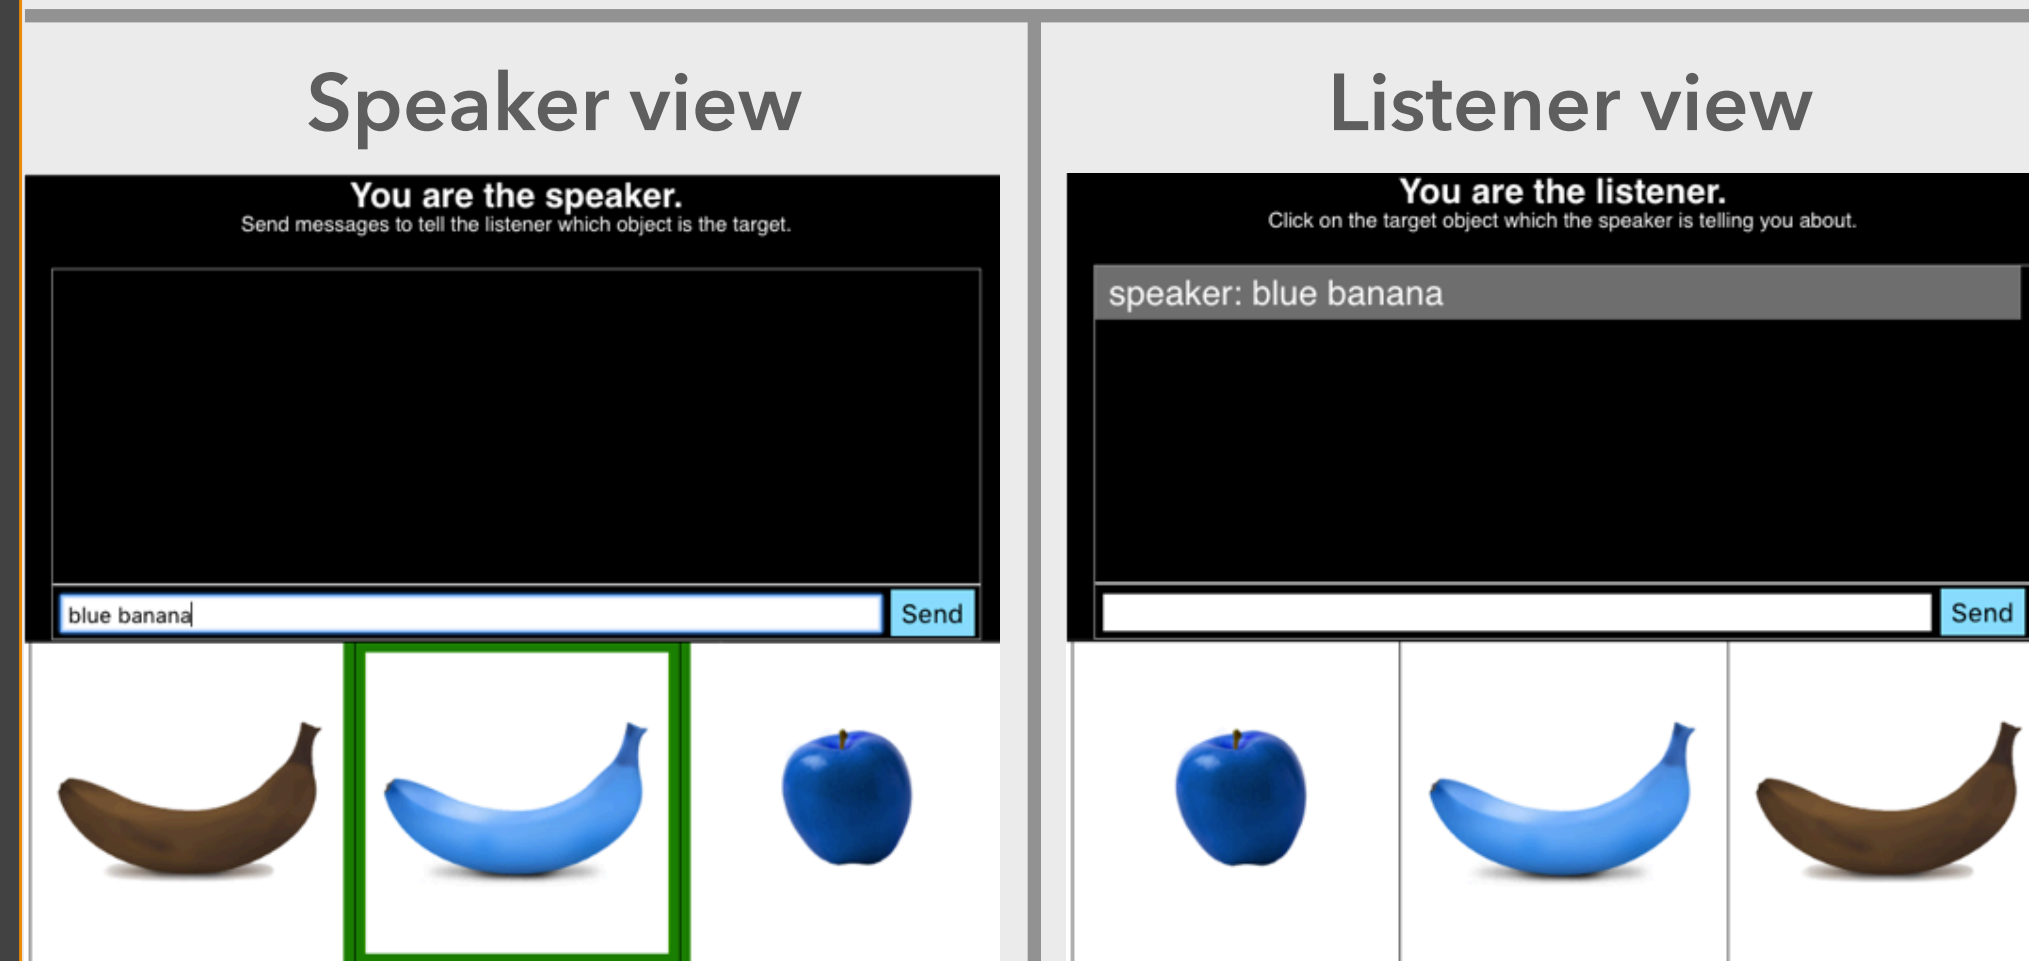 Speaker view
You are the speaker.
Send messages to tell the listener which object is the target.
blue banana
Send
Listener view
You are the listener.
Click on the target object which the speaker is telling you about.
speaker: blue banana
Send